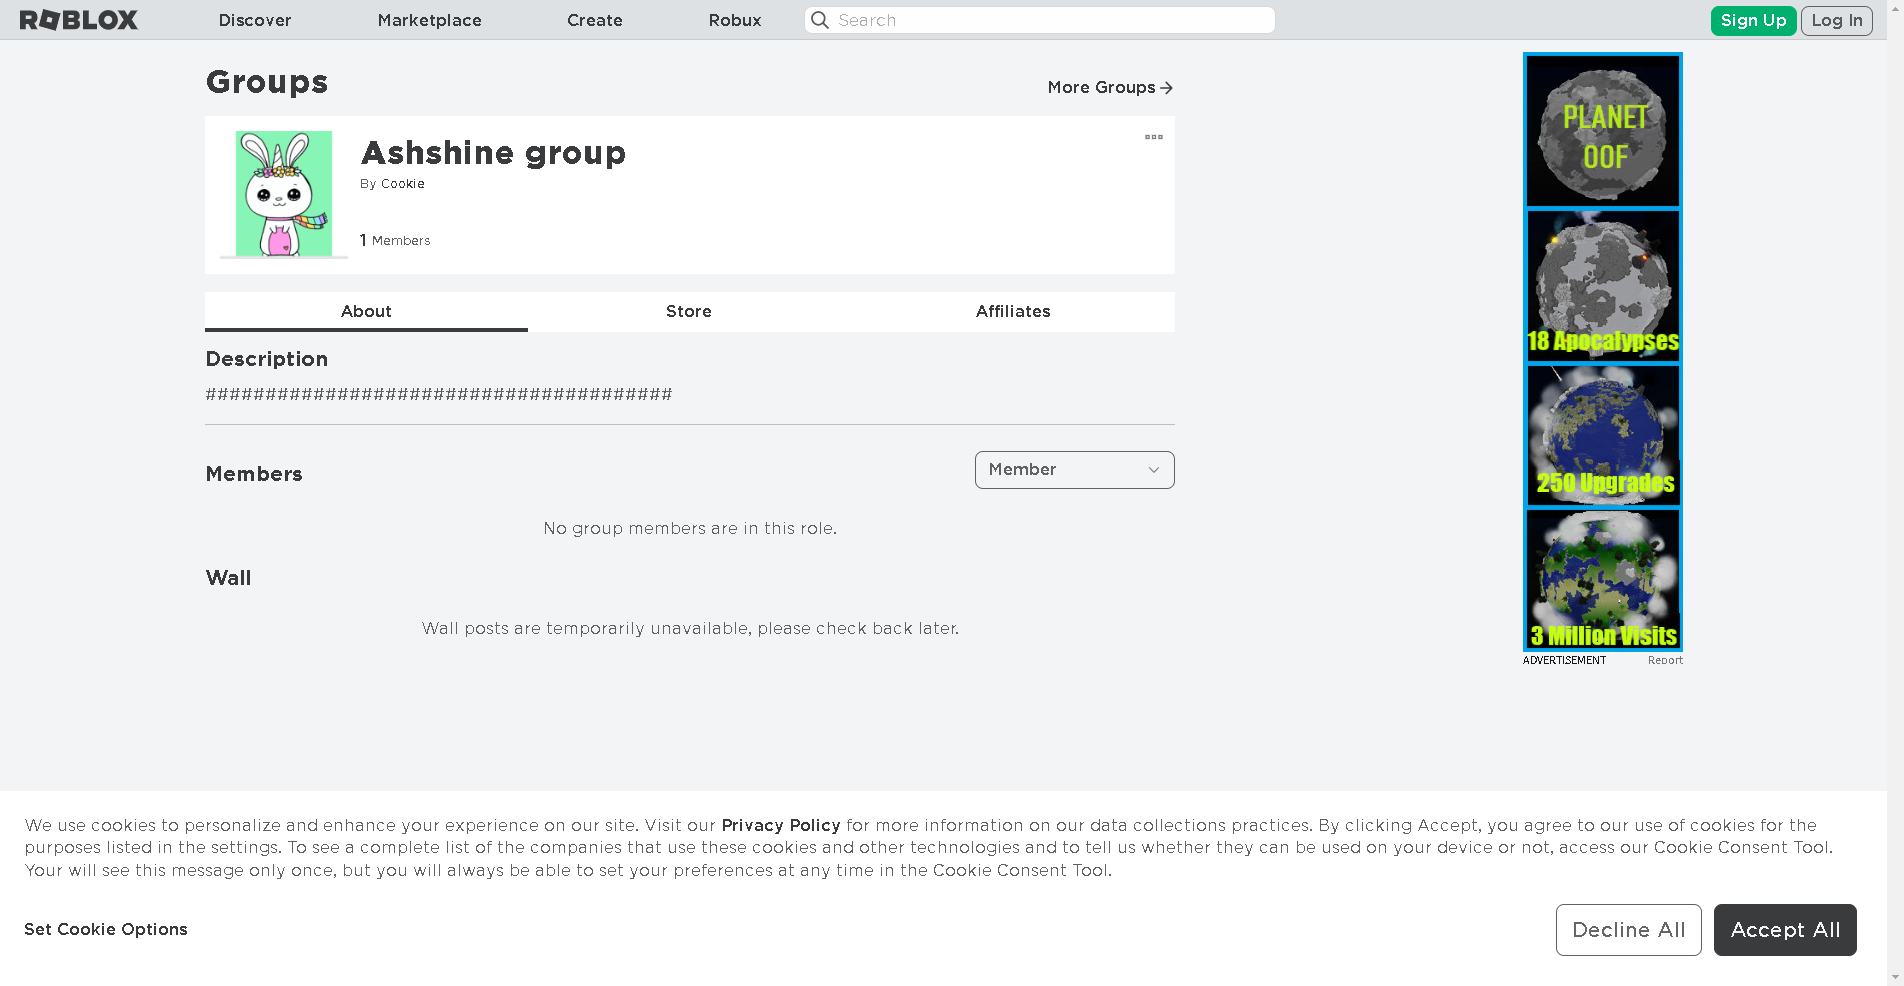 ROBLOX
Discover
Marketplace
Create
Robux
Search
Sign Up
Log In
Groups
More Groups
Ashshine group
By Cookie
1 Members
About
Store
Affiliates
Description
#######################################
Members
Member
No group members are in this role.
Wall
Wall posts are temporarily unavailable, please check back later.
PLANET
OOF
18 Apocalypses
250 Upgrades
3 Million Visits
ADVERTISEMENT
Report
We use cookies to personalize and enhance your experience on our site. Visit our Privacy Policy for more information on our data collections practices. By clicking Accept, you agree to our use of cookies for the
purposes listed in the settings. To see a complete list of the companies that use these cookies and other technologies and to tell us whether they can be used on your device or not, access our Cookie Consent Tool.
Your will see this message only once, but you will always be able to set your preferences at any time in the Cookie Consent Tool.
Set Cookie Options
Decline All
Accept All